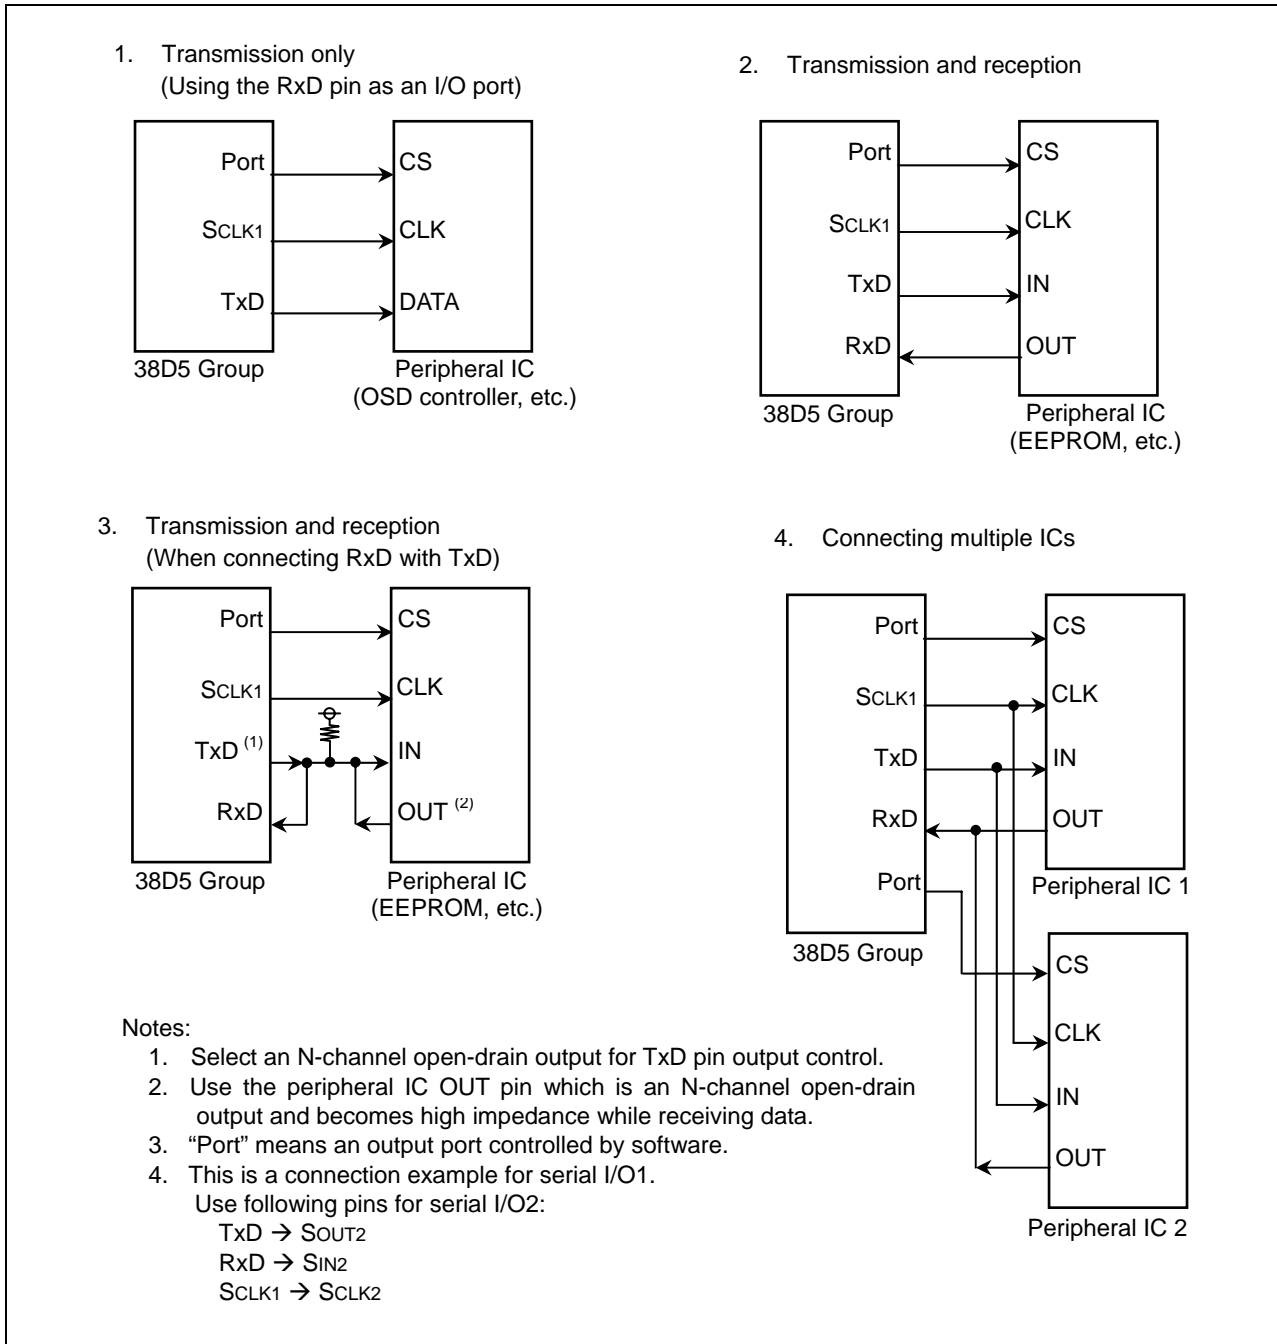 1. Transmission only
(Using the RxD pin as an I/O port)
Port
SCLK1
TxD
CS
CLK
DATA
38D5 Group
Peripheral IC
(OSD controller, etc.)
2. Transmission and reception
Port
SCLK1
TxD
RxD
CS
CLK
IN
OUT
38D5 Group
Peripheral IC
(EEPROM, etc.)
3. Transmission and reception
(When connecting RxD with TxD)
Port
SCLK1
TxD (1)
RxD
CS
CLK
IN
OUT (2)
38D5 Group
Peripheral IC
(EEPROM, etc.)
4. Connecting multiple ICs
Port
SCLK1
TxD
RxD
Port
38D5 Group
CS
CLK
IN
OUT
Peripheral IC 1
CS
CLK
IN
OUT
Peripheral IC 2
Notes:
1. Select an N-channel open-drain output for TxD pin output control.
2. Use the peripheral IC OUT pin which is an N-channel open-drain
output and becomes high impedance while receiving data.
3. “Port” means an output port controlled by software.
4. This is a connection example for serial I/O1.
Use following pins for serial I/O2:
TxD → SOUT2
RxD → SIN2
SCLK1 → SCLK2